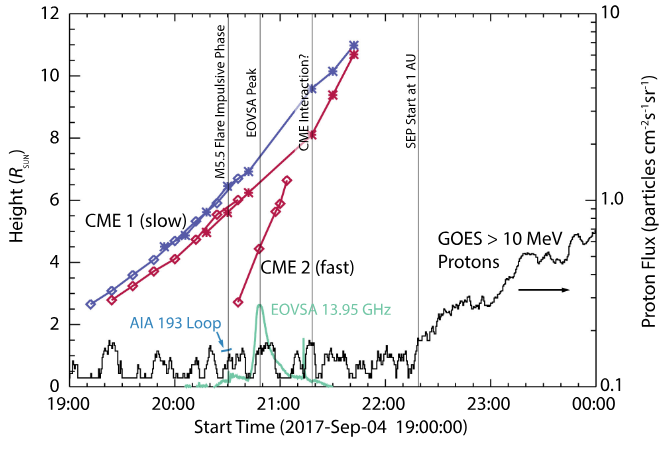 12
10
8
6
4
2
0
Height (R_SUN)
10
1.0
0.1
Proton Flux (particles cm⁻²s⁻¹sr⁻¹)
M5.5 Flare Impulsive Phase
EOVSA Peak
CME Interaction?
SEP Start at 1 AU
CME 1 (slow)
CME 2 (fast)
GOES > 10 MeV
Protons
EOVSA 13.95 GHz
AIA 193 Loop
19:00
20:00
21:00
22:00
23:00
00:00
Start Time (2017-Sep-04 19:00:00)